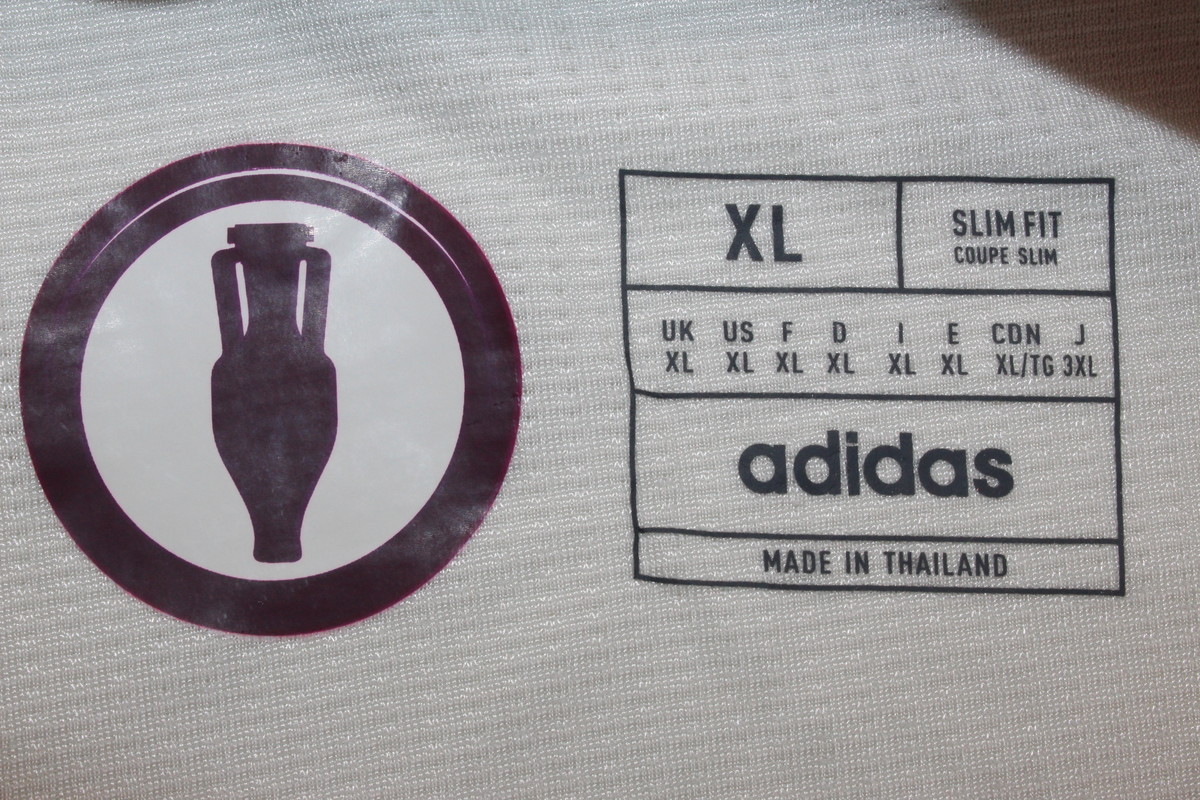 XL
SLIM FIT
COUPE SLIM
UK US F D I E CDN J
XL XL XL XL XL XL XL/TG 3XL
adidas
MADE IN THAILAND